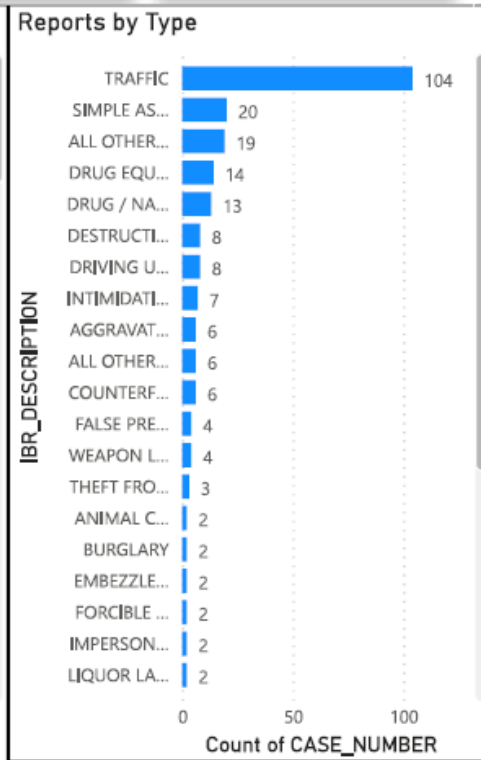 Reports by Type
TRAFFIC 104
SIMPLE AS... 20
ALL OTHER... 19
DRUG EQU... 14
DRUG / NA... 13
DESTRUCTI... 8
DRIVING U... 8
INTIMIDATI... 7
AGGRAVAT... 6
ALL OTHER... 6
COUNTERF... 6
FALSE PRE... 4
WEAPON L... 4
THEFT FRO... 3
ANIMAL C... 2
BURGLARY 2
EMBEZZLE... 2
FORCIBLE ... 2
IMPERSON... 2
LIQUOR LA... 2
IBR_DESCRIPTION
0 50 100
Count of CASE_NUMBER